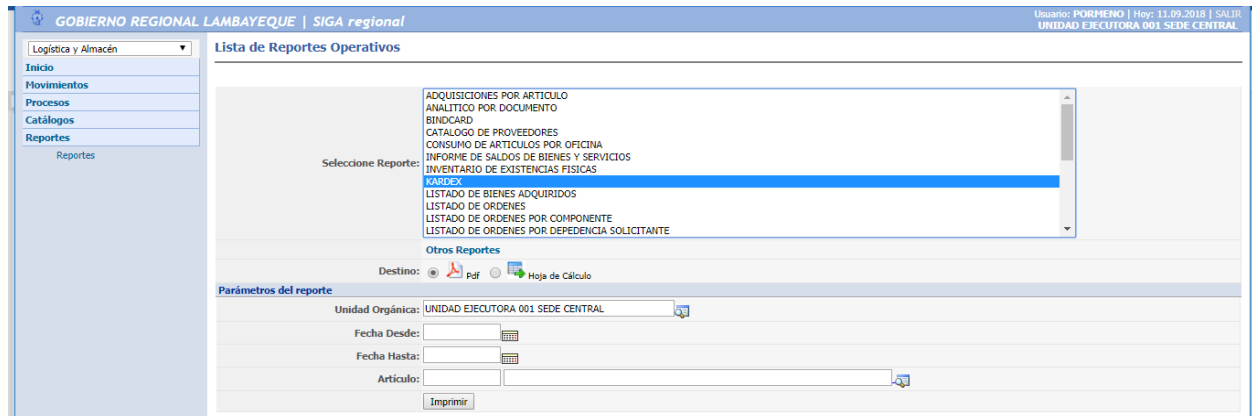 GOBIERNO REGIONAL LAMBAYEQUE | SIGA regional
Usuario: PORMENO | Hoy: 11.09.2018 | SALIR
UNIDAD EJECUTORA 001 SEDE CENTRAL
Logística y Almacén
Inicio
Movimientos
Procesos
Catálogos
Reportes
Reportes
Lista de Reportes Operativos
Seleccione Reporte:
ADQUISICIONES POR ARTICULO
ANALITICO POR DOCUMENTO
BINDCARD
CATALOGO DE PROVEEDORES
CONSUMO DE ARTICULOS POR OFICINA
INFORME DE SALDOS DE BIENES Y SERVICIOS
INVENTARIO DE EXISTENCIAS FISICAS
KARDEX
LISTADO DE BIENES ADQUIRIDOS
LISTADO DE ORDENES
LISTADO DE ORDENES POR COMPONENTE
LISTADO DE ORDENES POR DEPEDENCIA SOLICITANTE
Otros Reportes
Destino: Pdf Hoja de Cálculo
Parámetros del reporte
Unidad Orgánica: UNIDAD EJECUTORA 001 SEDE CENTRAL
Fecha Desde:
Fecha Hasta:
Artículo:
Imprimir